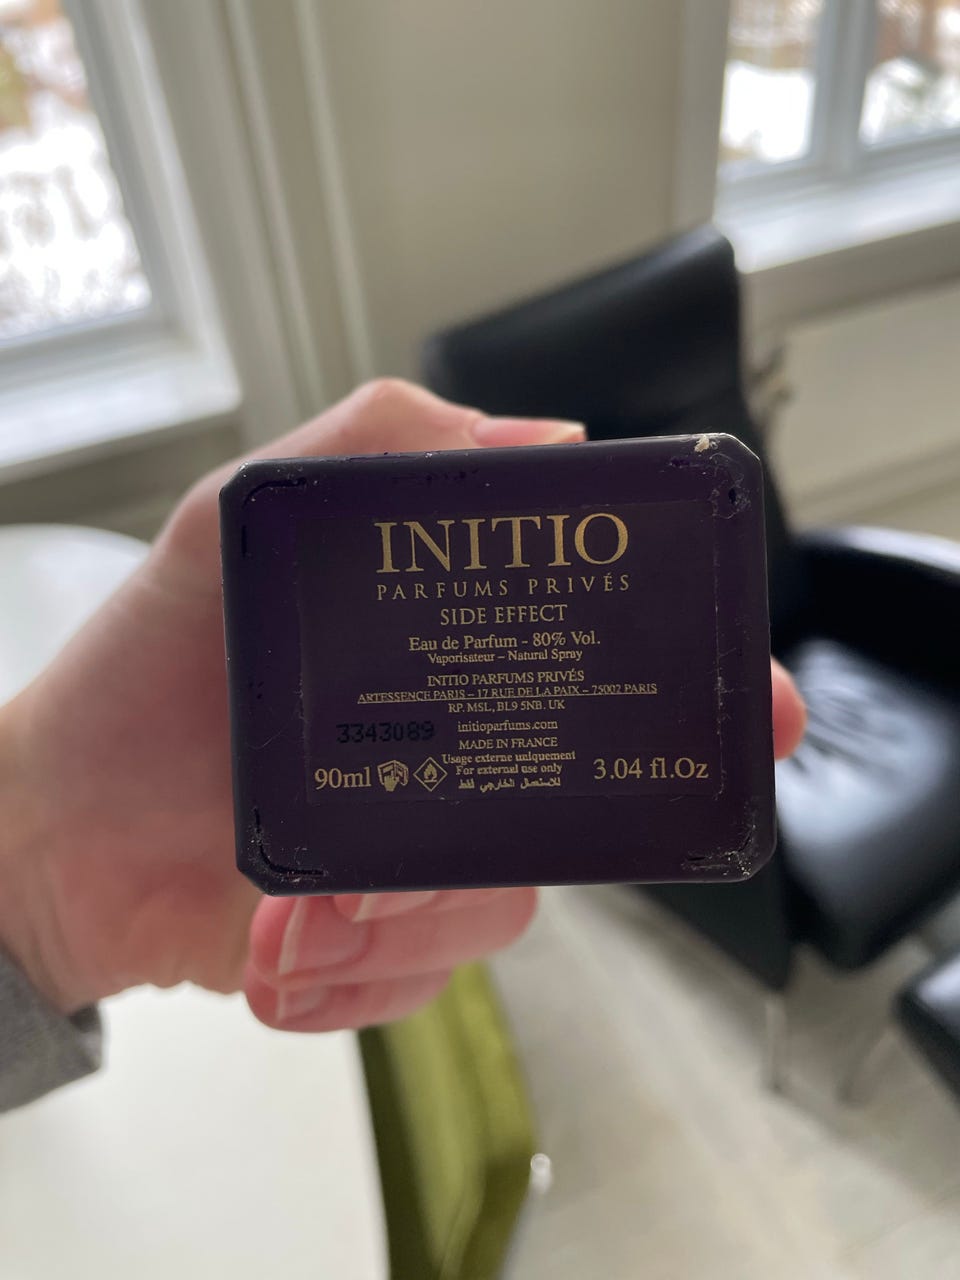 INITIO
PARFUMS PRIVÉS
SIDE EFFECT
Eau de Parfum - 80% Vol.
Vaporisateur – Natural Spray
INITIO PARFUMS PRIVÉS
ARTESSENCE PARIS – 17 RUE DE LA PAIX – 75002 PARIS
RP. MSL, BL9 5NB. UK
3343089
initioparfums.com
MADE IN FRANCE
Usage externe uniquement
For external use only
للاستعمال الخارجي فقط
90ml
3.04 fl.Oz